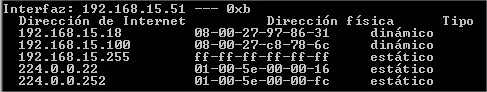 Interfaz: 192.168.15.51 --- 0xb
Dirección de Internet Dirección física Tipo
192.168.15.18 08-00-27-97-86-31 dinámico
192.168.15.100 08-00-27-c8-78-6c dinámico
192.168.15.255 ff-ff-ff-ff-ff-ff estático
224.0.0.22 01-00-5e-00-00-16 estático
224.0.0.252 01-00-5e-00-00-fc estático